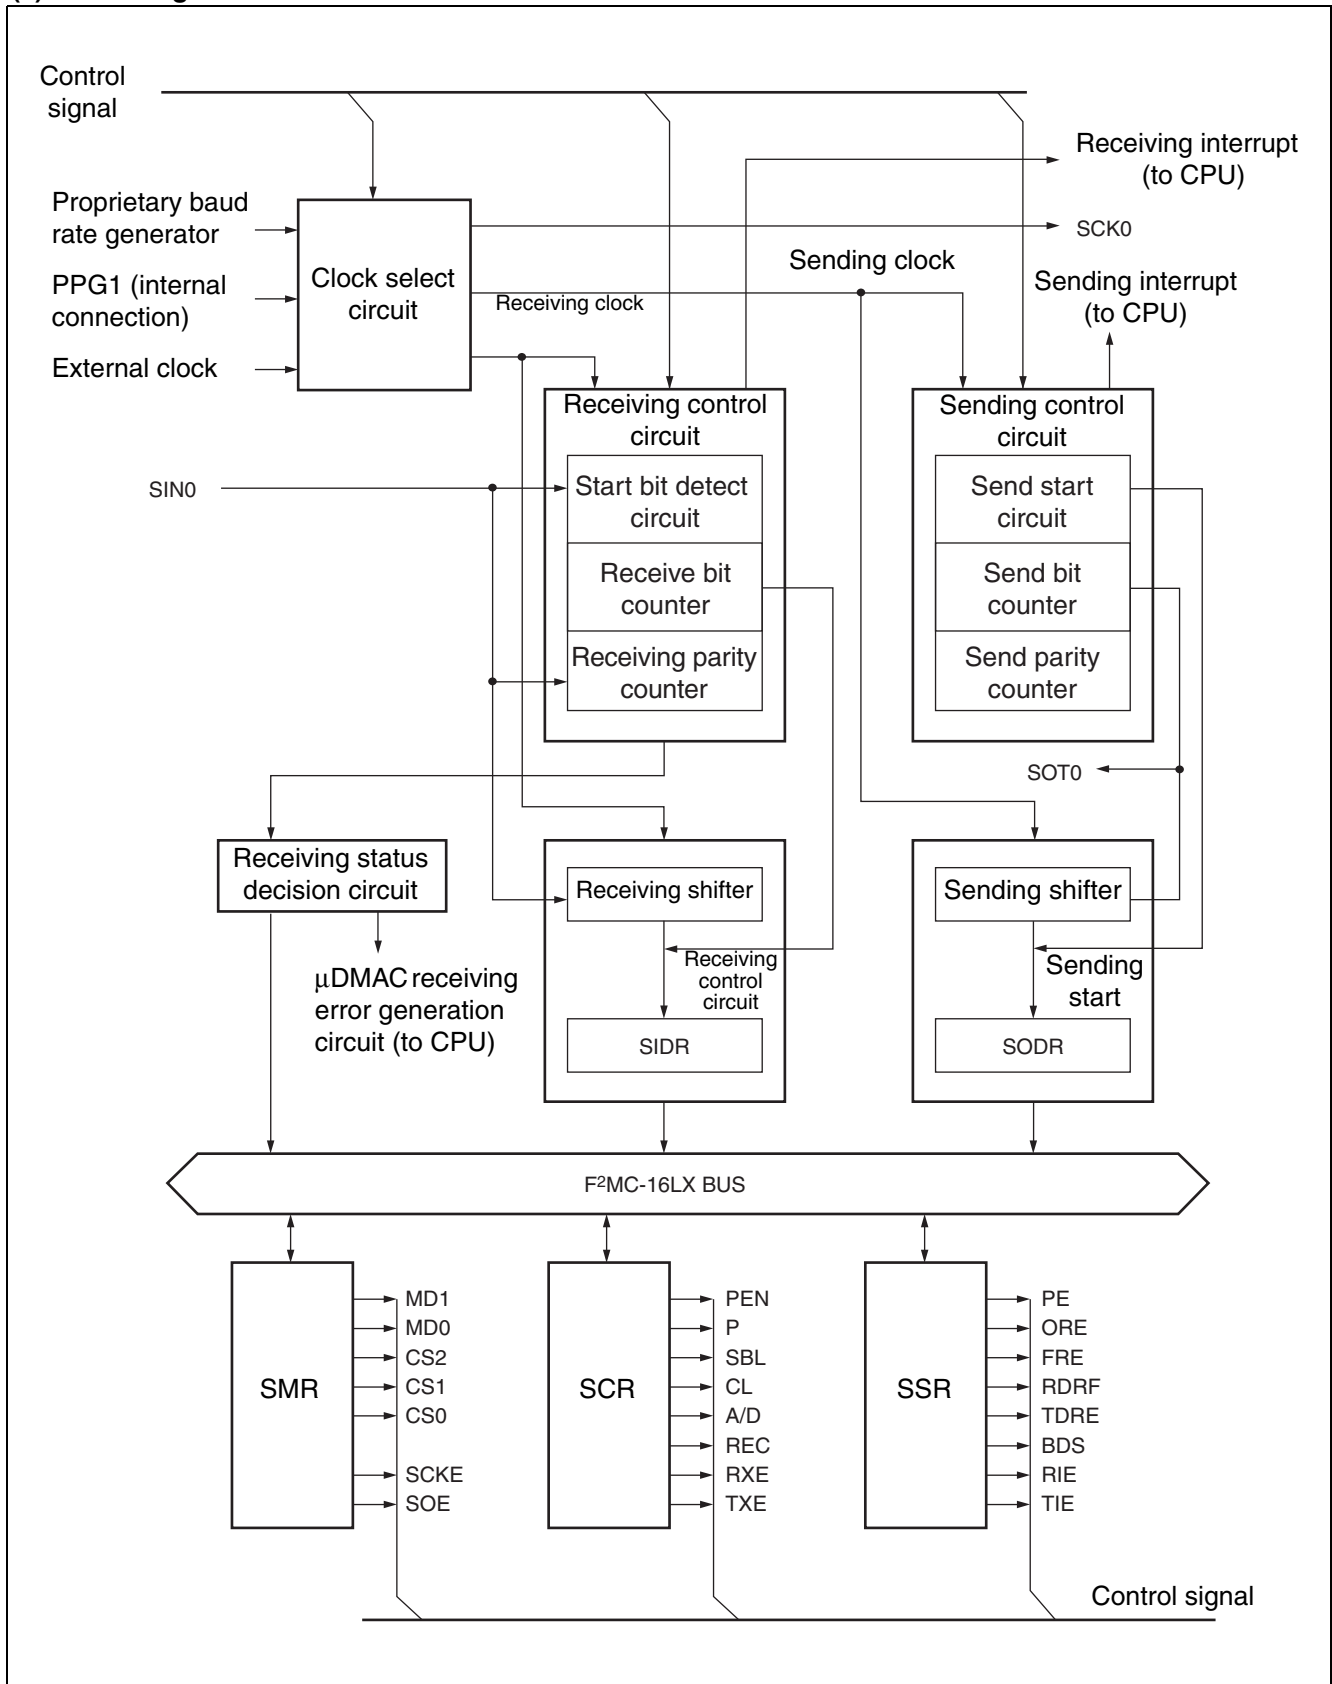 Control
signal
Receiving interrupt
(to CPU)
Proprietary baud
rate generator
SCK0
Clock select
circuit
Sending clock
PPG1 (internal
connection)
Receiving clock
Sending interrupt
(to CPU)
External clock
Receiving control
circuit
Sending control
circuit
SIN0
Start bit detect
circuit
Send start
circuit
Receive bit
counter
Send bit
counter
Receiving parity
counter
Send parity
counter
SOT0
Receiving status
decision circuit
Receiving shifter
Sending shifter
μDMAC receiving
error generation
circuit (to CPU)
Receiving
control
circuit
Sending
start
SIDR
SODR
F²MC-16LX BUS
SMR
MD1
MD0
CS2
CS1
CS0
SCKE
SOE
SCR
PEN
P
SBL
CL
A/D
REC
RXE
TXE
SSR
PE
ORE
FRE
RDRF
TDRE
BDS
RIE
TIE
Control signal